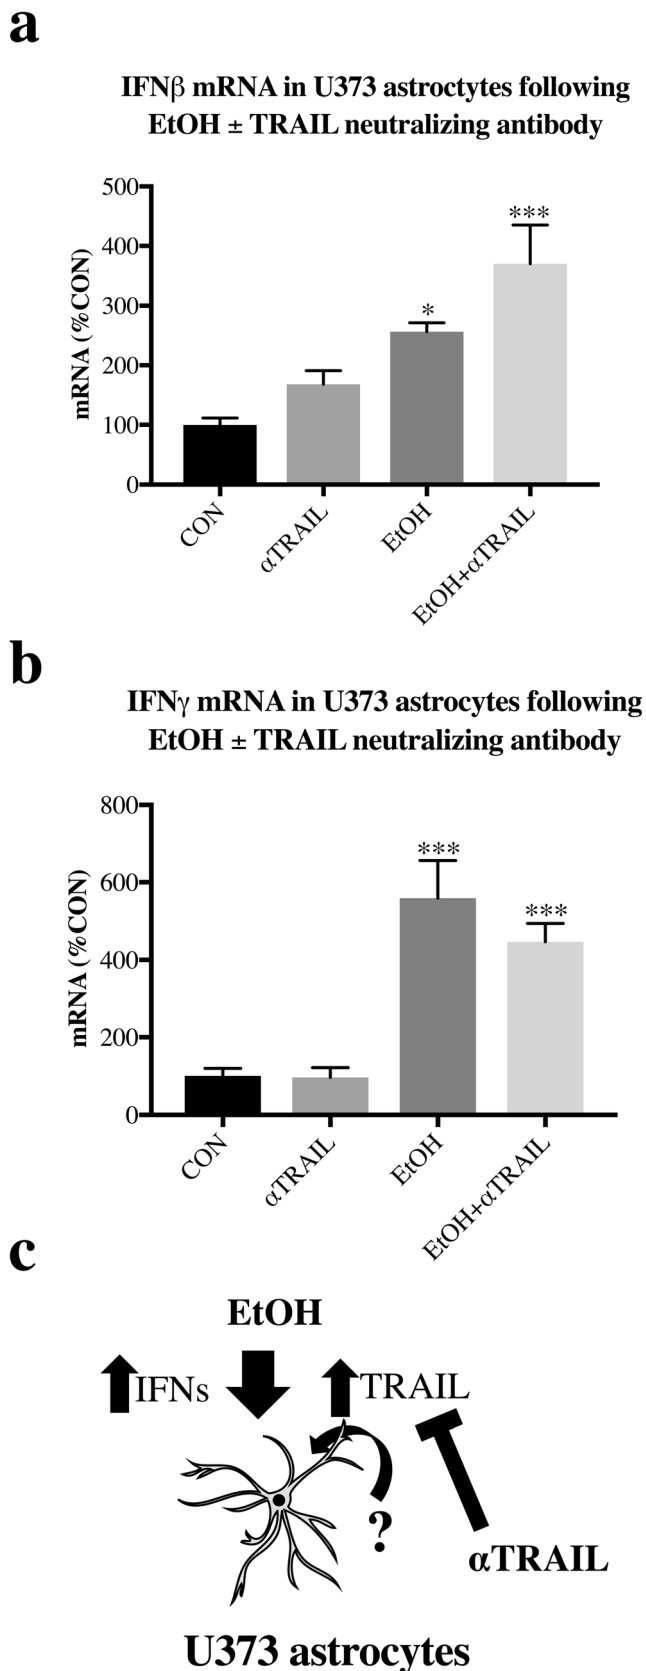 a
IFNβ mRNA in U373 astroctytes following
EtOH ± TRAIL neutralizing antibody
mRNA (%CON)
500
400
300
200
100
0
*
***
CON
αTRAIL
EtOH
EtOH+αTRAIL
b
IFNγ mRNA in U373 astrocytes following
EtOH ± TRAIL neutralizing antibody
mRNA (%CON)
800
600
400
200
0
***
***
CON
αTRAIL
EtOH
EtOH+αTRAIL
c
EtOH
IFNs
TRAIL
?
αTRAIL
U373 astrocytes